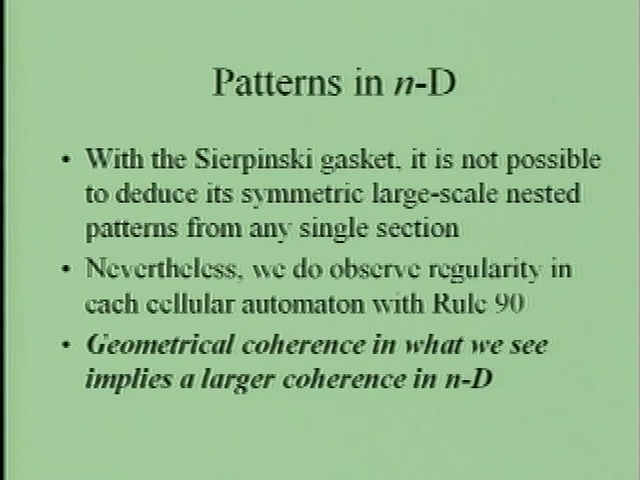 Patterns in n-D
• With the Sierpinski gasket, it is not possible
to deduce its symmetric large-scale nested
patterns from any single section
• Nevertheless, we do observe regularity in
each cellular automaton with Rule 90
• Geometrical coherence in what we see
implies a larger coherence in n-D